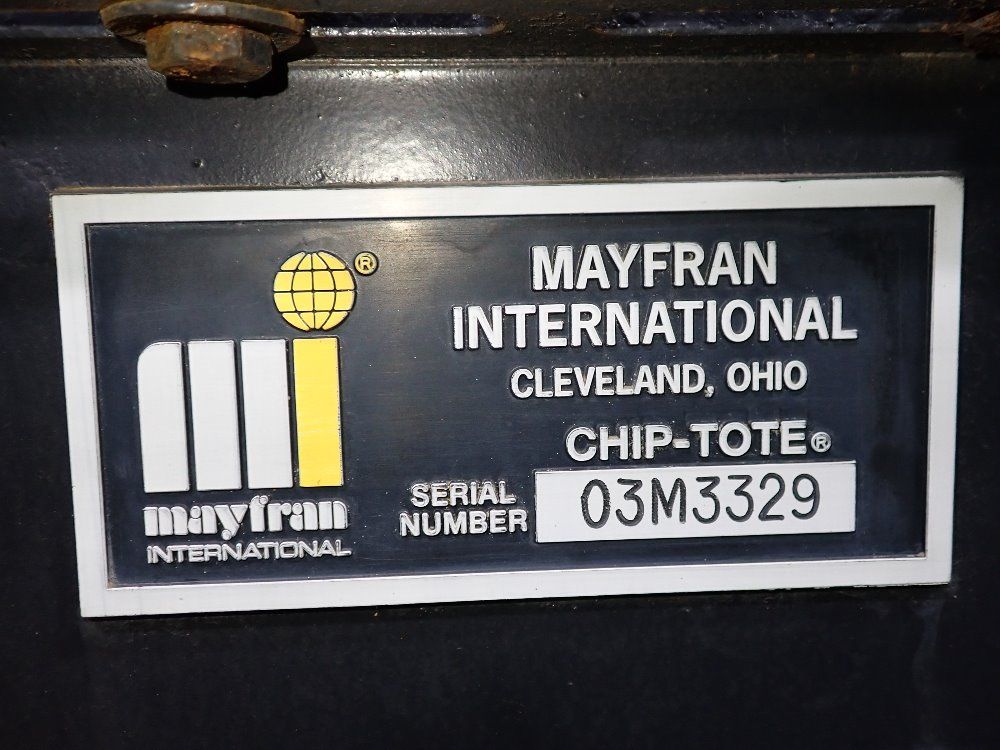 ®
mayfran
INTERNATIONAL
MAYFRAN
INTERNATIONAL
CLEVELAND, OHIO
CHIP-TOTE®
SERIAL
NUMBER
03M3329